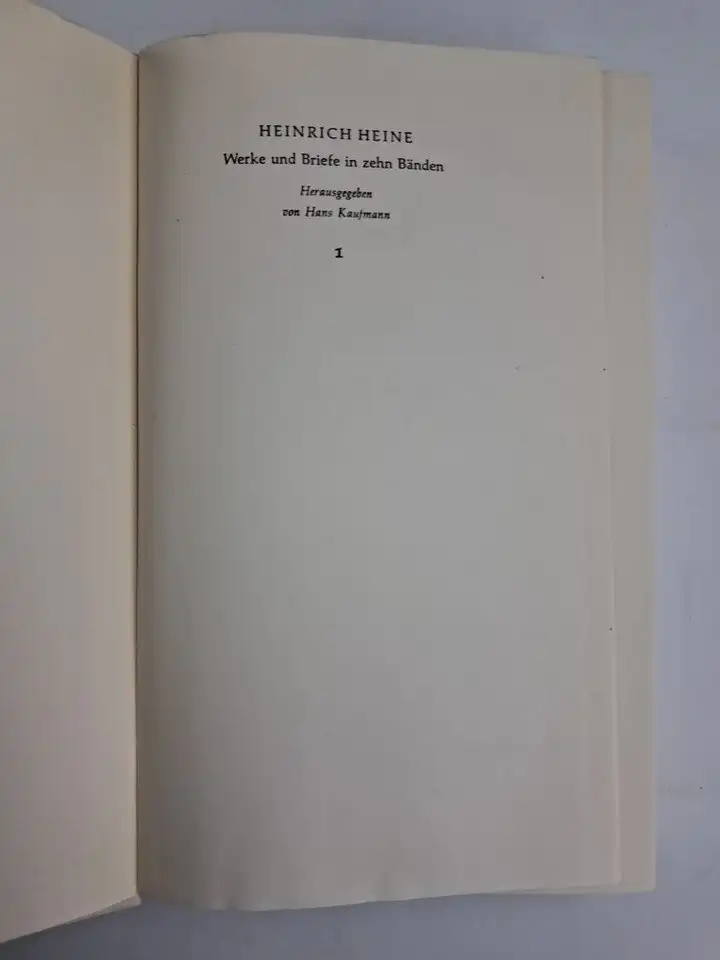 HEINRICH HEINE
Werke und Briefe in zehn Bänden
Herausgegeben
von Hans Kaufmann
1